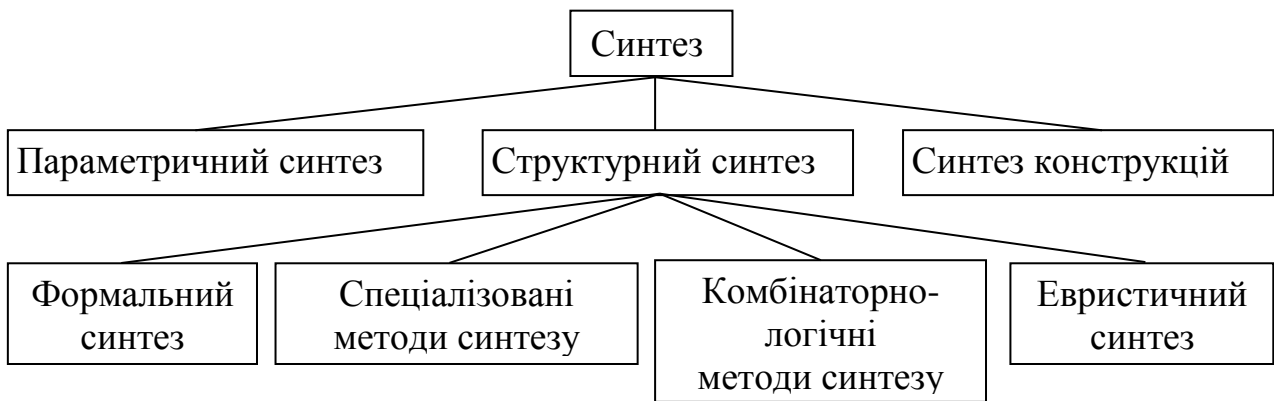 Синтез
Параметричний синтез
Структурний синтез
Синтез конструкцій
Формальний
синтез
Спеціалізовані
методи синтезу
Комбінаторно-
логічні
методи синтезу
Евристичний
синтез